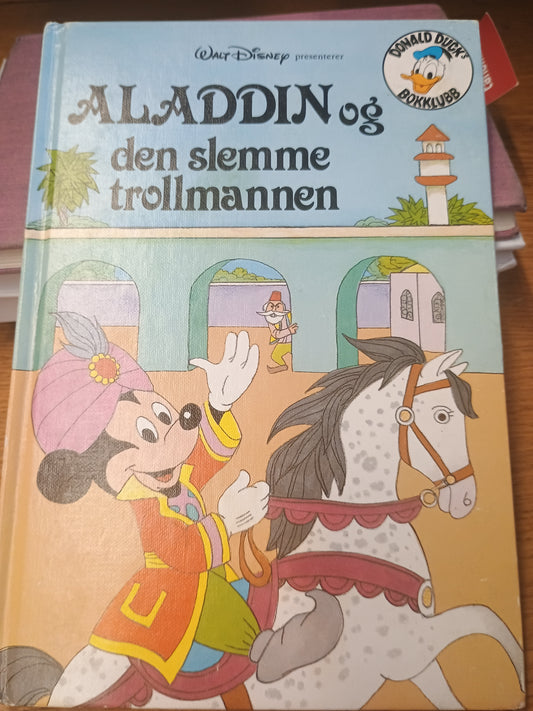 WALT DISNEY presenterer
DONALD DUCK's
BOKKLUBB
ALADDIN og
den slemme
trollmannen